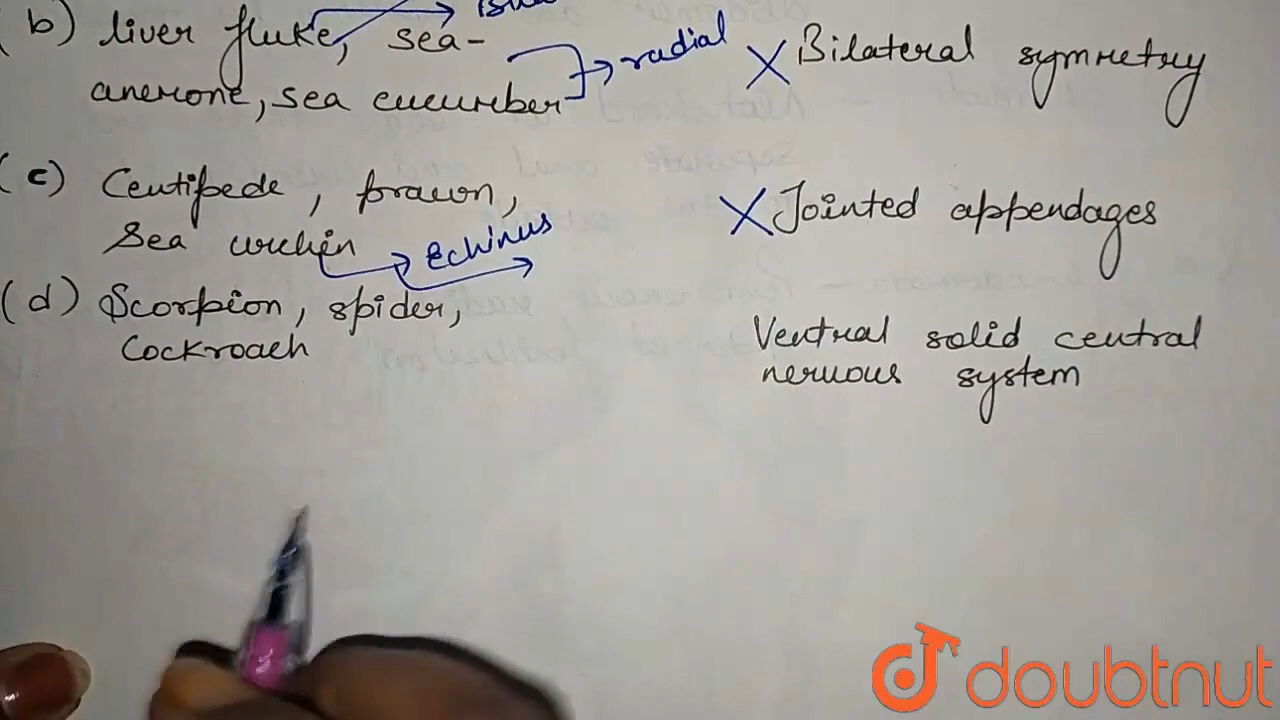 (b) liver fluke, sea-
anemone, sea cucumber → radial X Bilateral symmetry
(c) Centipede, prawn, X Jointed appendages
Sea urchin → Echinus
(d) Scorpion, spider,
Cockroach
Ventral solid central
nervous system
doubtnut